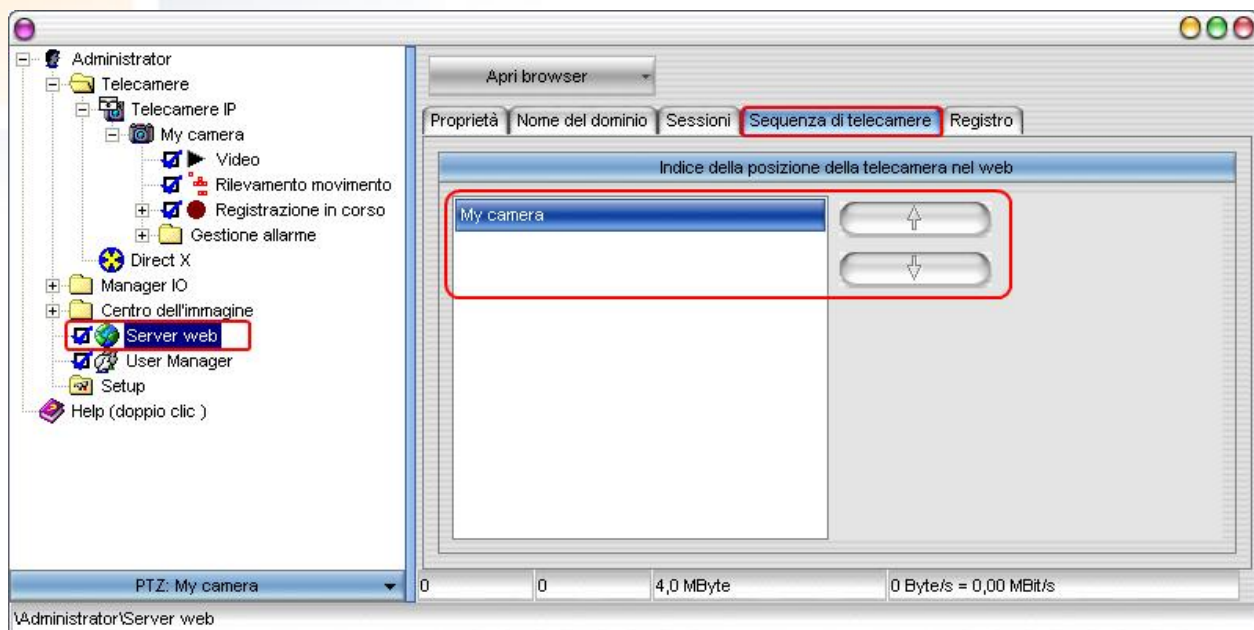 Administrator
Telecamere
Telecamere IP
My camera
Video
Rilevamento movimento
Registrazione in corso
Gestione allarme
Direct X
Manager IO
Centro dell'immagine
Server web
User Manager
Setup
Help (doppio clic )
PTZ: My camera
Apri browser
Proprietà Nome del dominio Sessioni Sequenza di telecamere Registro
Indice della posizione della telecamera nel web
My camera
0 0 4,0 MByte 0 Byte/s = 0,00 MBit/s
\Administrator\Server web